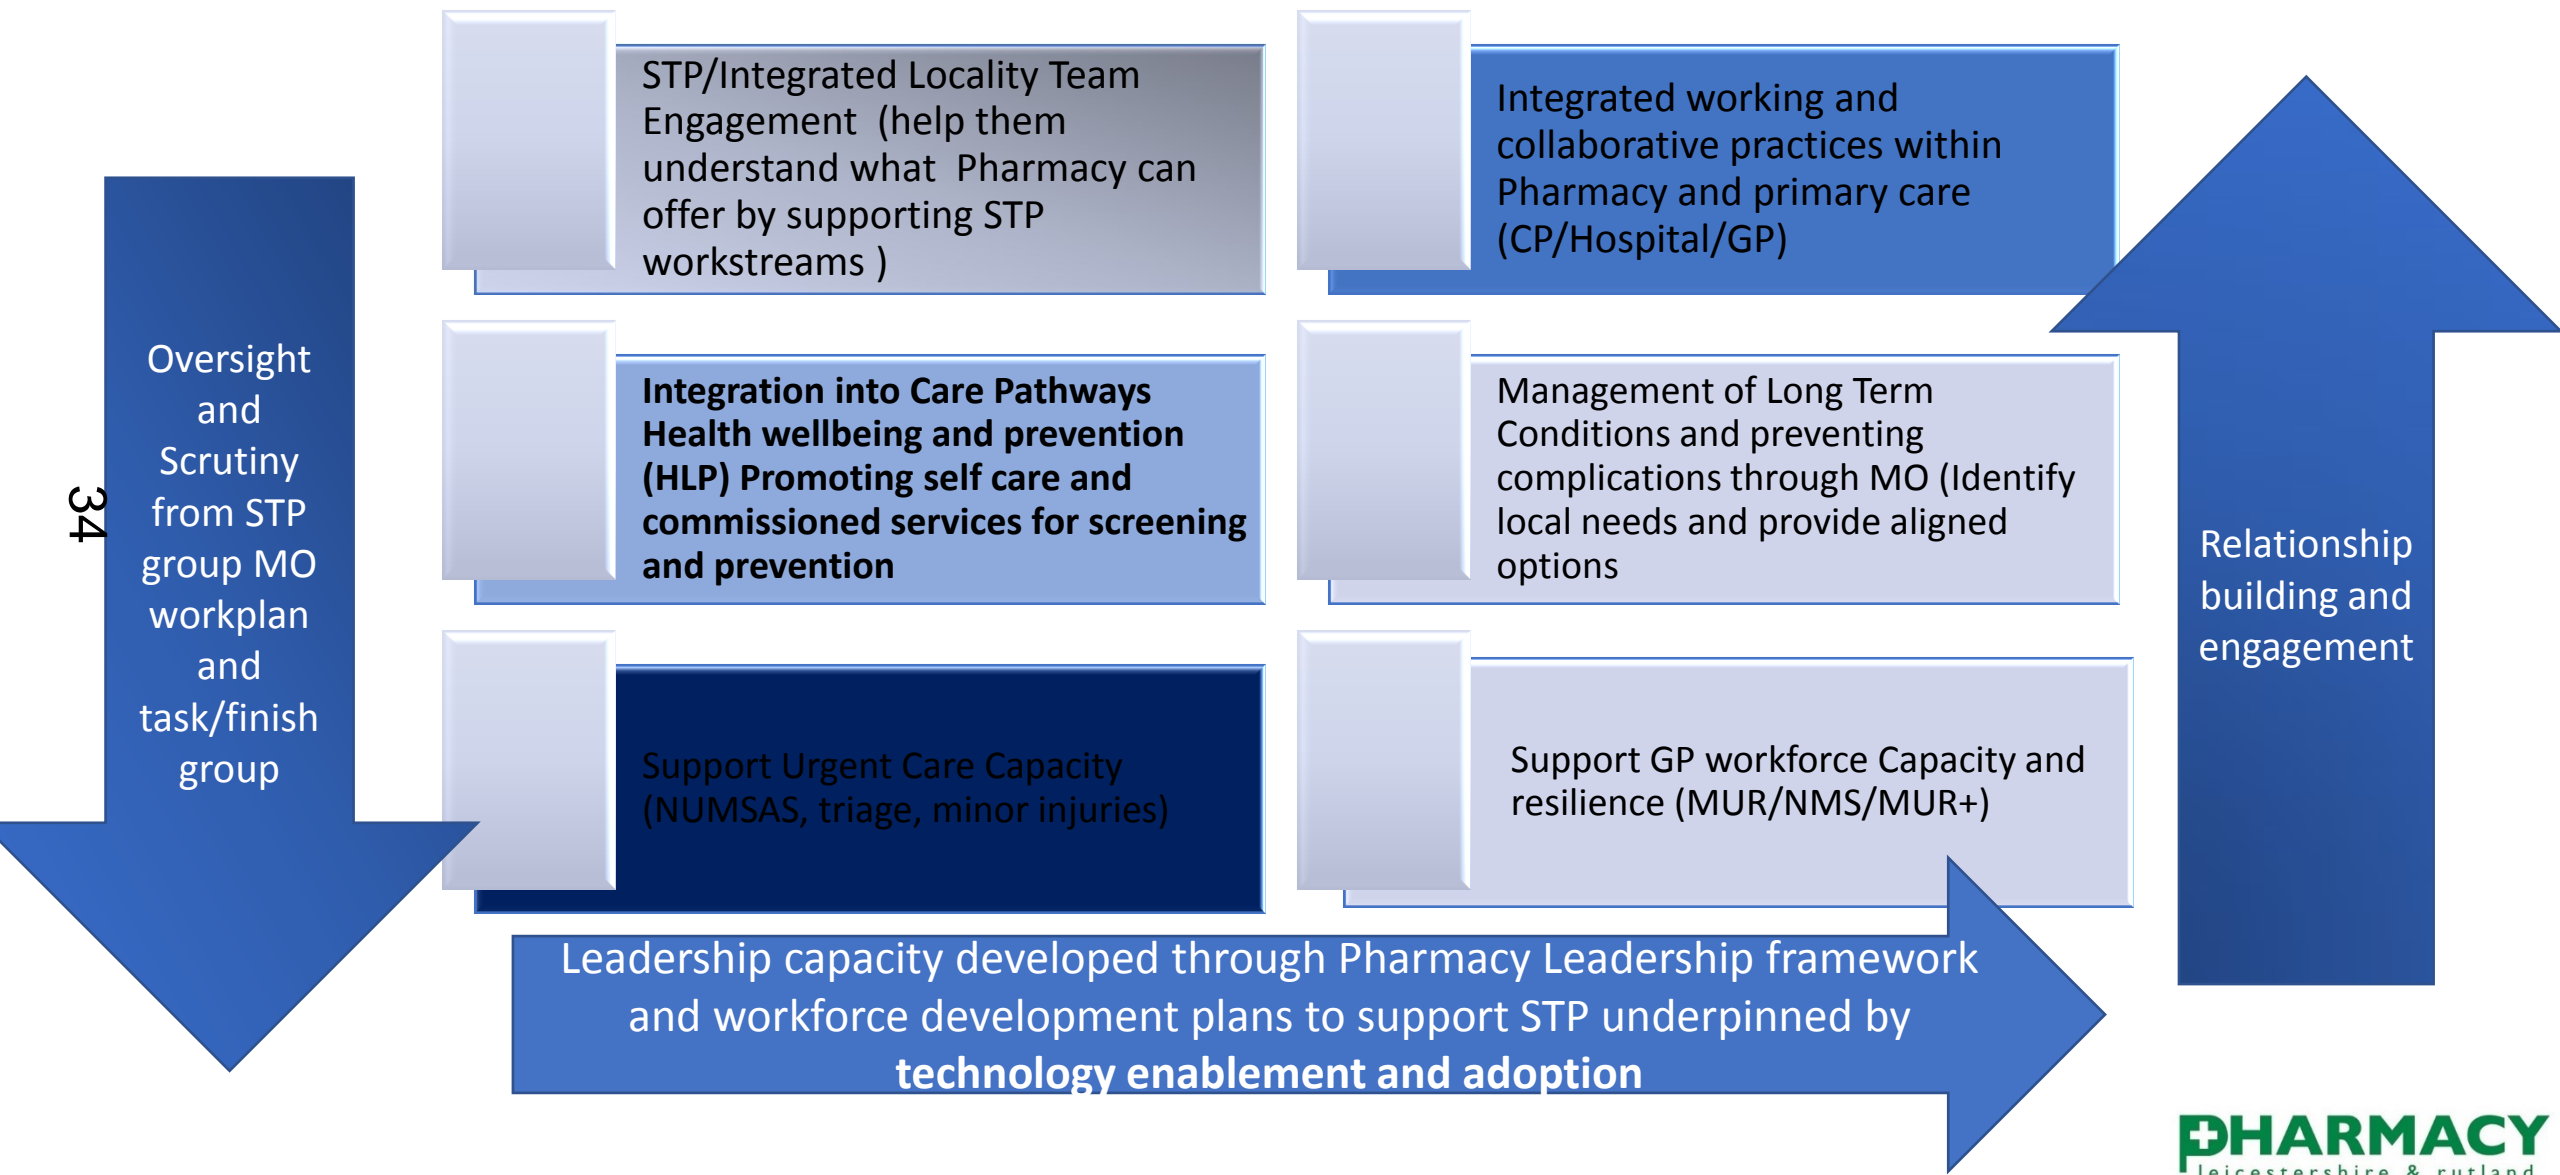 STP/Integrated Locality Team
Engagement (help them
understand what Pharmacy can
offer by supporting STP
workstreams )
Integrated working and
collaborative practices within
Pharmacy and primary care
(CP/Hospital/GP)
Oversight
and
Scrutiny
from STP
group MO
workplan
and
task/finish
group
34
Integration into Care Pathways
Health wellbeing and prevention
(HLP) Promoting self care and
commissioned services for screening
and prevention
Management of Long Term
Conditions and preventing
complications through MO (Identify
local needs and provide aligned
options
Relationship
building and
engagement
Support Urgent Care Capacity
(NUMSAS, triage, minor injuries)
Support GP workforce Capacity and
resilience (MUR/NMS/MUR+)
Leadership capacity developed through Pharmacy Leadership framework
and workforce development plans to support STP underpinned by
technology enablement and adoption
PHARMACY
leicestershire & rutland